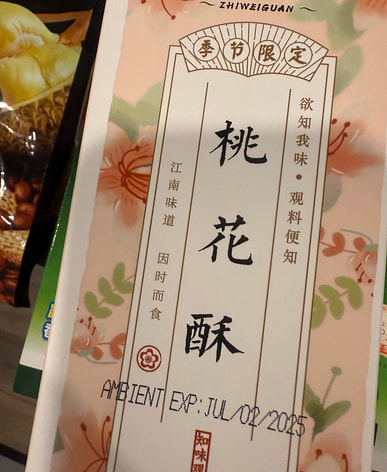 ZHIWEIGUAN
季节限定
欲知我味·观料便知
桃花酥
江南味道 因时而食
AMBIENT EXP:JUL/02/2025
知味观